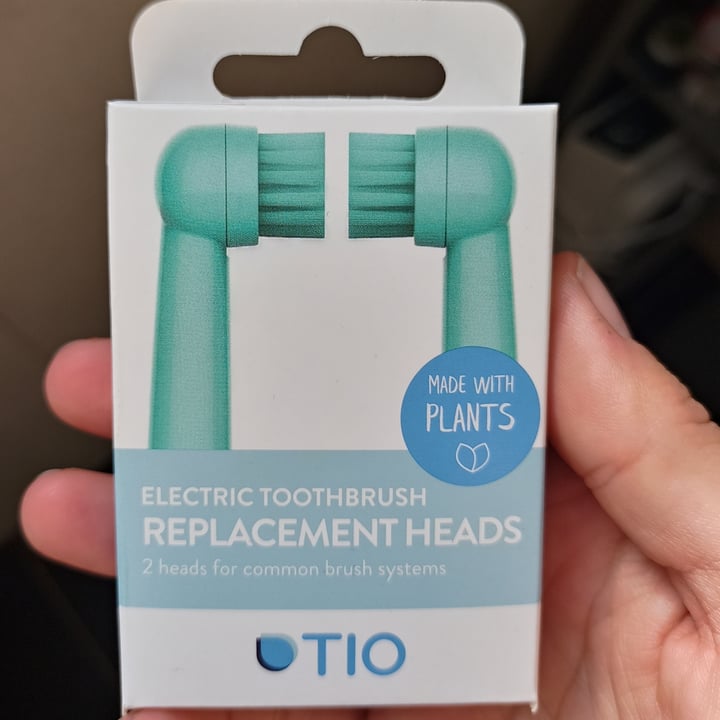 MADE WITH
PLANTS
ELECTRIC TOOTHBRUSH
REPLACEMENT HEADS
2 heads for common brush systems
TIO